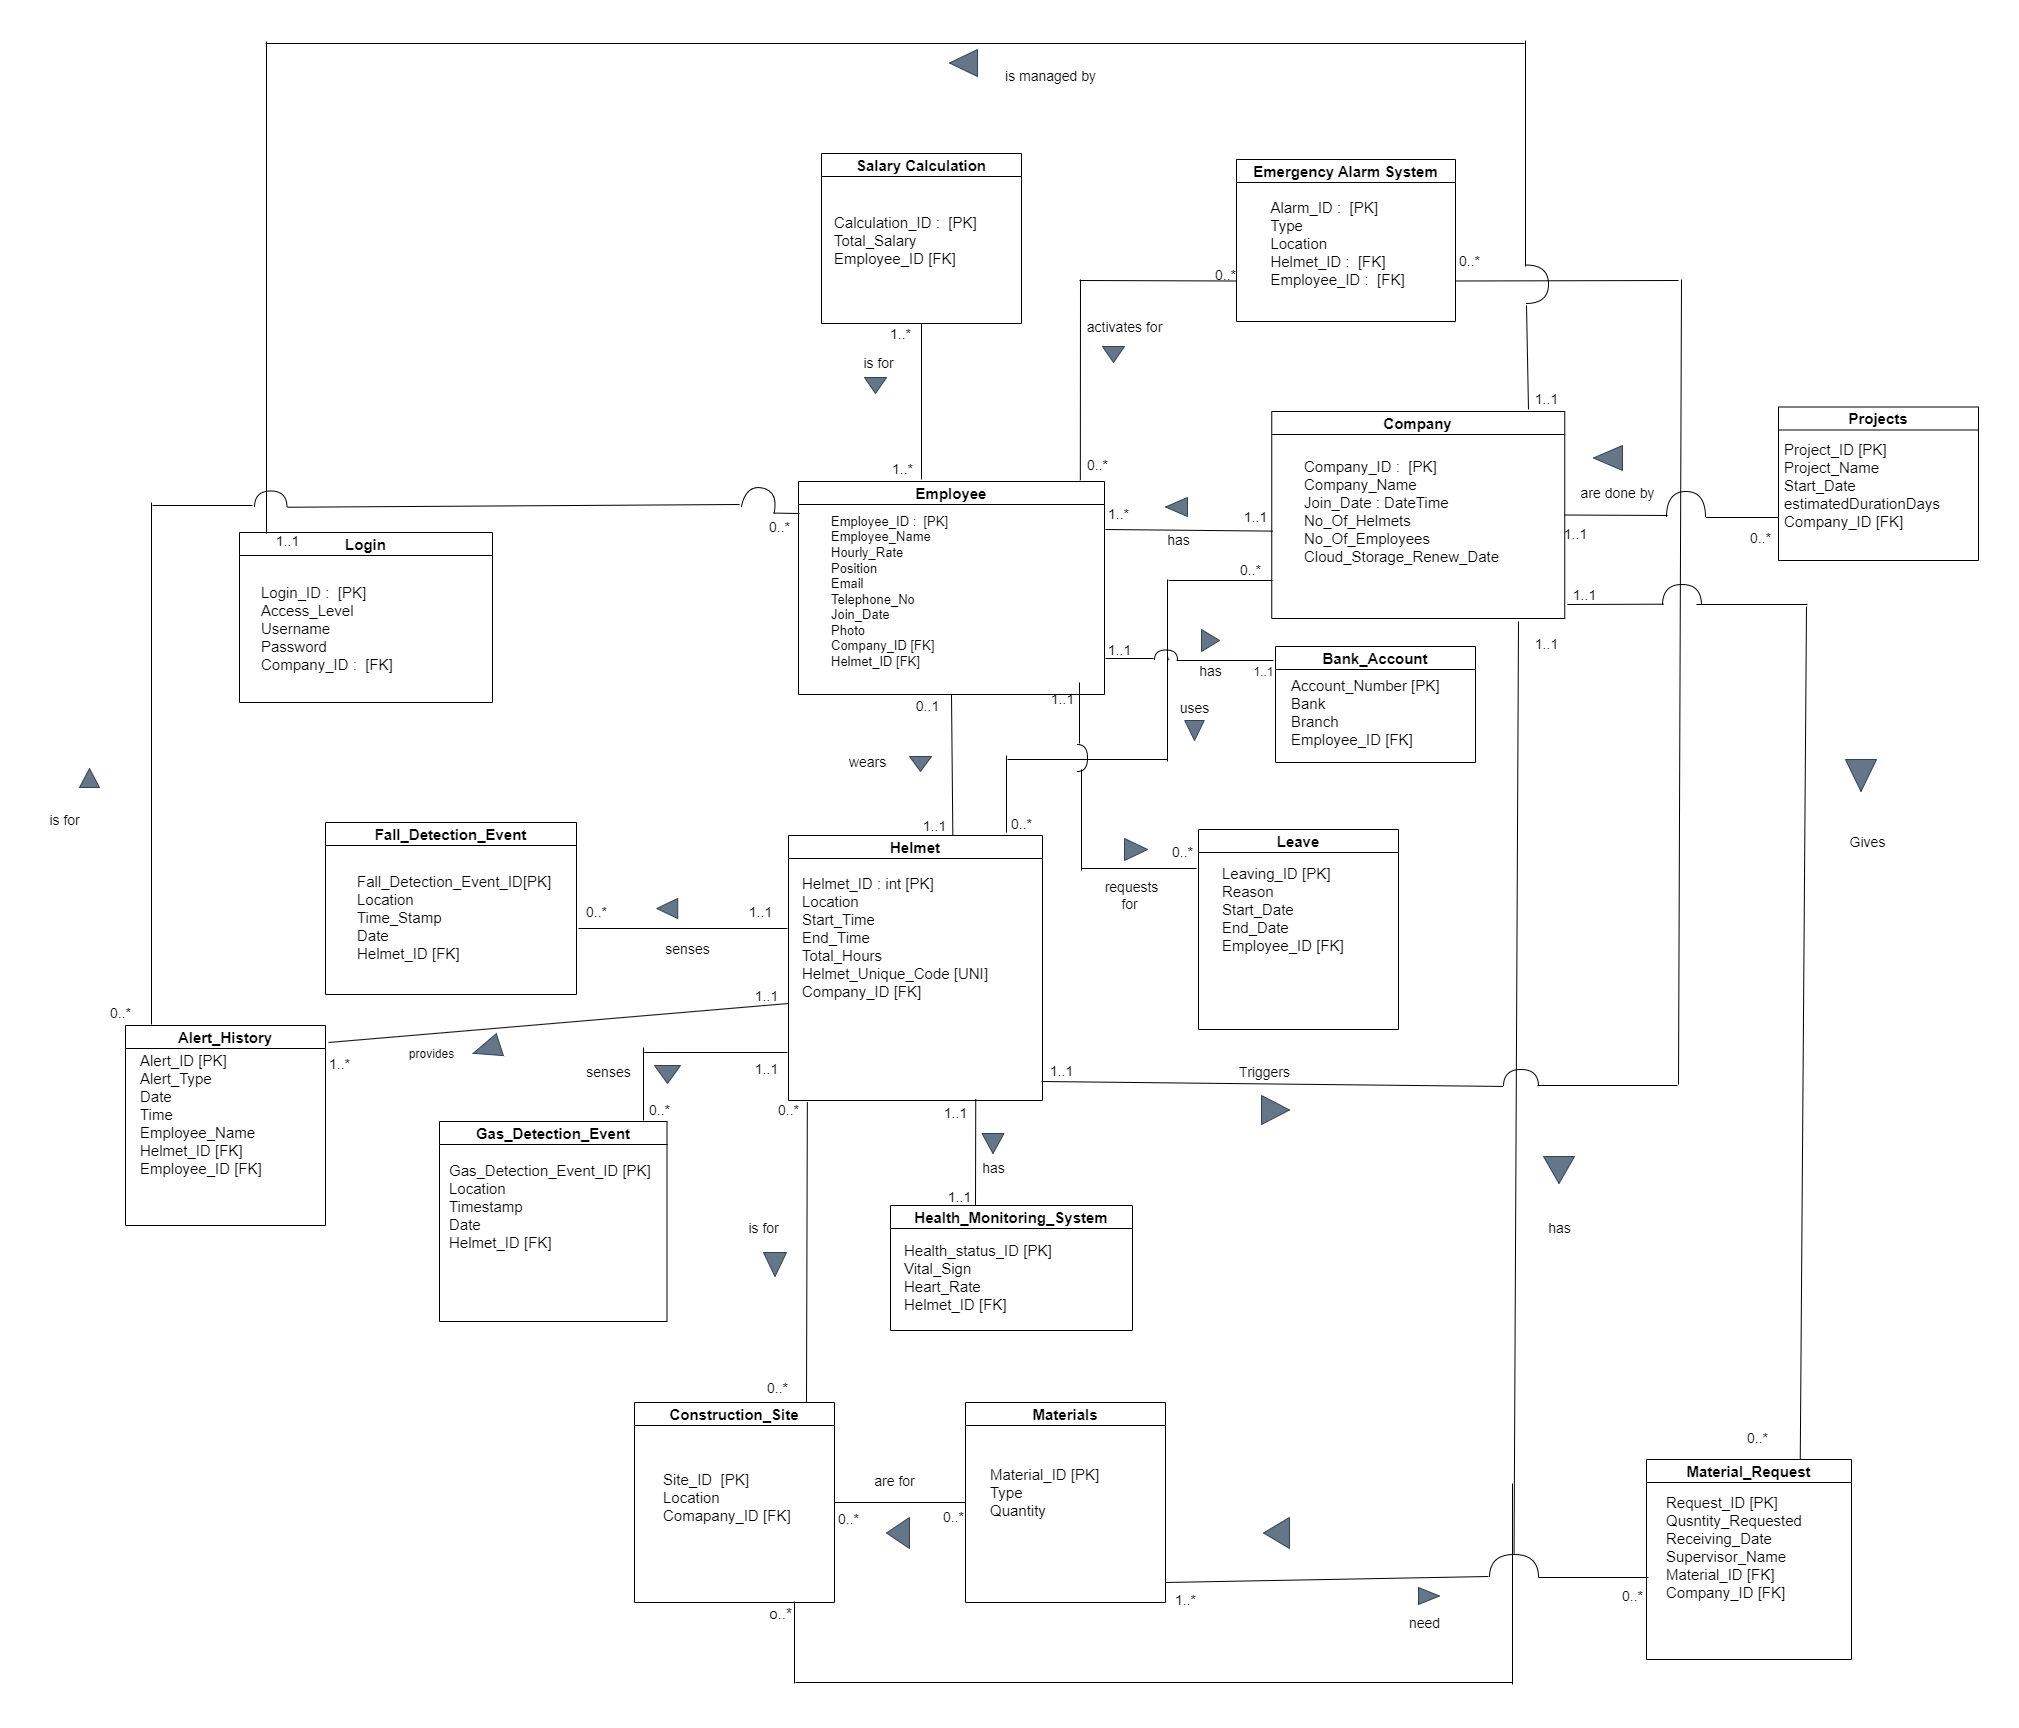 is managed by
Salary Calculation
Calculation_ID :  [PK]
Total_Salary
Employee_ID [FK]
1..*
is for
1..*
Emergency Alarm System
Alarm_ID :  [PK]
Type
Location
Helmet_ID :  [FK]
Employee_ID :  [FK]
0..*
0..*
activates for
0..*
1..1
Company
Company_ID :  [PK]
Company_Name
Join_Date : DateTime
No_Of_Helmets
No_Of_Employees
Cloud_Storage_Renew_Date
Projects
Project_ID [PK]
Project_Name
Start_Date
estimatedDurationDays
Company_ID [FK]
are done by
1..1
0..*
Employee
Employee_ID :  [PK]
Employee_Name
Hourly_Rate
Position
Email
Telephone_No
Join_Date
Photo
Company_ID [FK]
Helmet_ID [FK]
0..*
1..*
1..1
has
0..*
1..1
1..1
Login
Login_ID :  [PK]
Access_Level
Username
Password
Company_ID :  [FK]
1..1
1..1
has
1..1
Bank_Account
Account_Number [PK]
Bank
Branch
Employee_ID [FK]
0..1
1..1
uses
wears
is for
Gives
1..1
0..*
Fall_Detection_Event
Fall_Detection_Event_ID[PK]
Location
Time_Stamp
Date
Helmet_ID [FK]
Helmet
Helmet_ID : int [PK]
Location
Start_Time
End_Time
Total_Hours
Helmet_Unique_Code [UNI]
Company_ID [FK]
Leave
Leaving_ID [PK]
Reason
Start_Date
End_Date
Employee_ID [FK]
0..*
requests
for
0..*
1..1
senses
1..1
0..*
Alert_History
Alert_ID [PK]
Alert_Type
Date
Time
Employee_Name
Helmet_ID [FK]
Employee_ID [FK]
provides
1..*
senses
1..1
0..*
1..1
Triggers
0..*
1..1
Gas_Detection_Event
Gas_Detection_Event_ID [PK]
Location
Timestamp
Date
Helmet_ID [FK]
has
1..1
Health_Monitoring_System
Health_status_ID [PK]
Vital_Sign
Heart_Rate
Helmet_ID [FK]
is for
has
0..*
0..*
Construction_Site
Site_ID  [PK]
Location
Comapany_ID [FK]
Materials
Material_ID [PK]
Type
Quantity
are for
0..*
0..*
Material_Request
Request_ID [PK]
Qusntity_Requested
Receiving_Date
Supervisor_Name
Material_ID [FK]
Company_ID [FK]
o..*
1..*
need
0..*